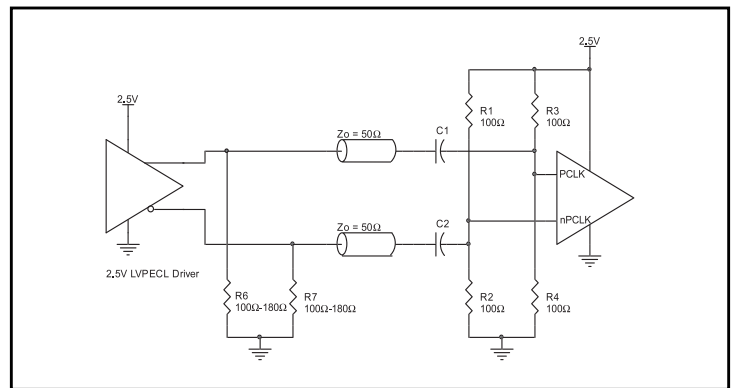 2.5V
2.5V
R1
100Ω
R3
100Ω
Zo = 50Ω
C1
PCLK
Zo = 50Ω
C2
nPCLK
2.5V LVPECL Driver
R6
100Ω-180Ω
R7
100Ω-180Ω
R2
100Ω
R4
100Ω